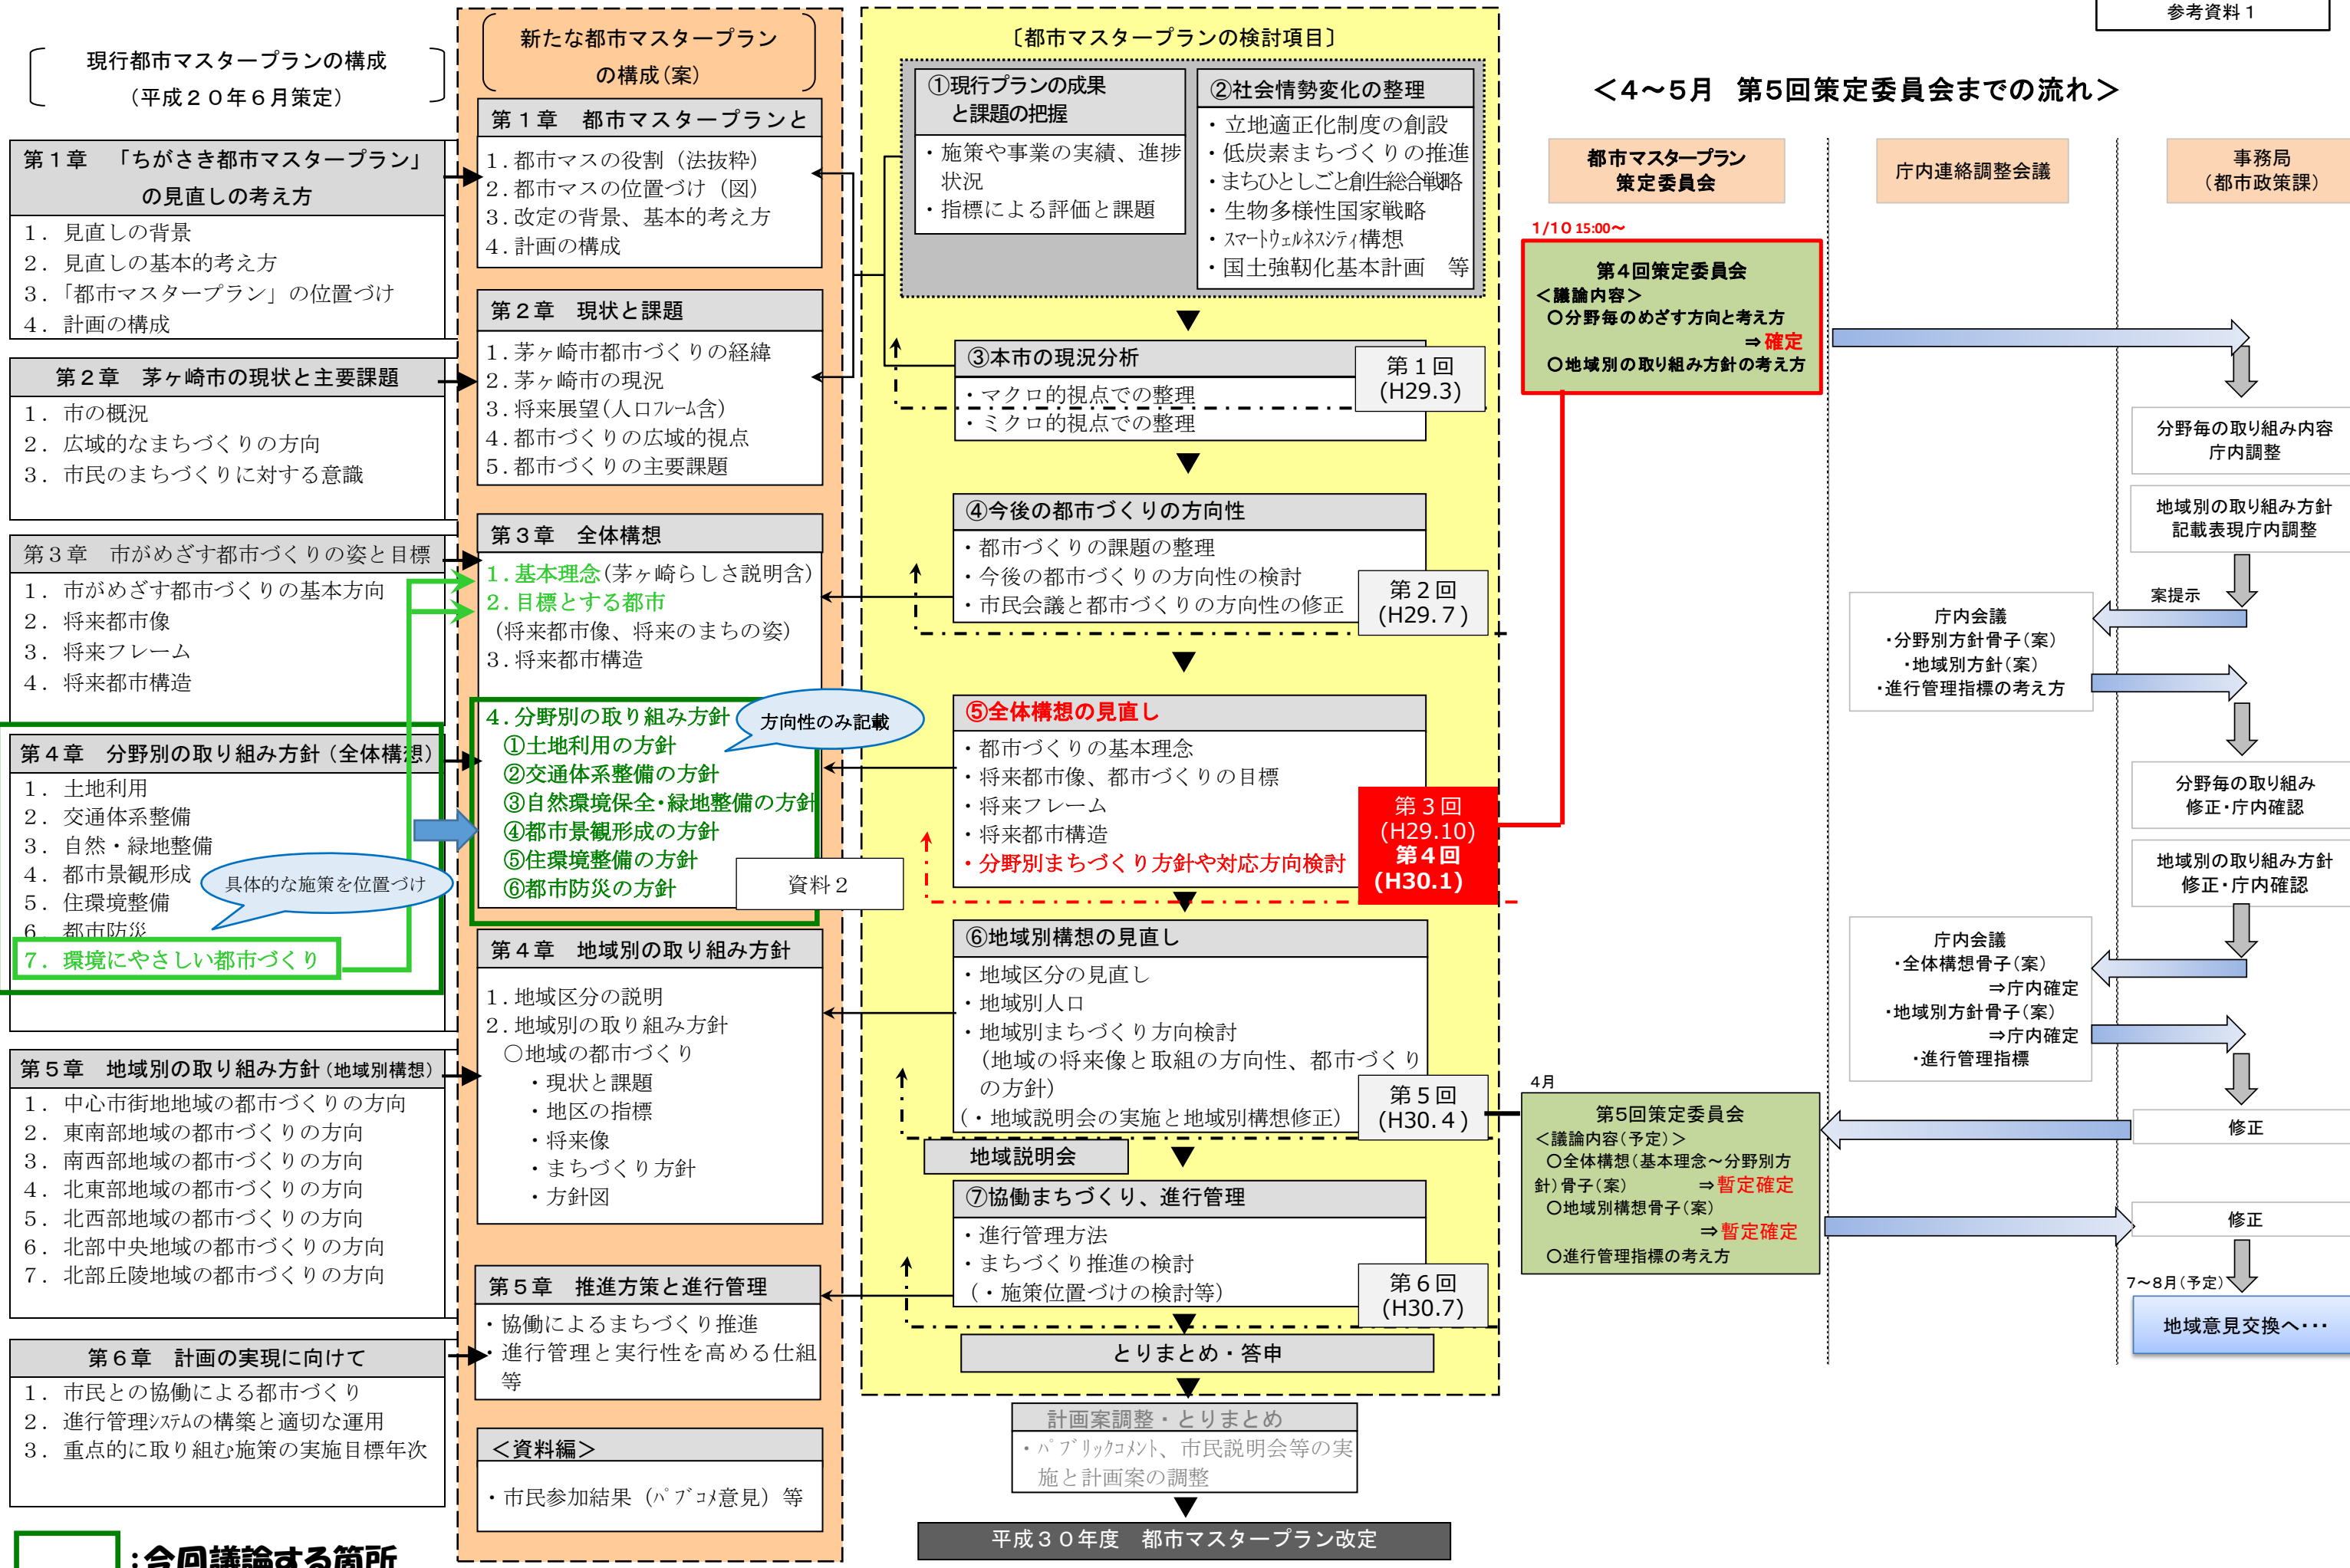 参考資料１
現行都市マスタープランの構成
（平成２０年６月策定）
第１章　「ちがさき都市マスタープラン」
の見直しの考え方
１．見直しの背景
２．見直しの基本的考え方
３．「都市マスタープラン」の位置づけ
４．計画の構成
第２章　茅ヶ崎市の現状と主要課題
１．市の概況
２．広域的なまちづくりの方向
３．市民のまちづくりに対する意識
第３章　市がめざす都市づくりの姿と目標
１．市がめざす都市づくりの基本方向
２．将来都市像
３．将来フレーム
４．将来都市構造
第４章　分野別の取り組み方針（全体構想）
１．土地利用
２．交通体系整備
３．自然・緑地整備
４．都市景観形成
５．住環境整備
６．都市防災
７．環境にやさしい都市づくり
具体的な施策を位置づけ
第５章　地域別の取り組み方針（地域別構想）
１．中心市街地地域の都市づくりの方向
２．東南部地域の都市づくりの方向
３．南西部地域の都市づくりの方向
４．北東部地域の都市づくりの方向
５．北西部地域の都市づくりの方向
６．北部中央地域の都市づくりの方向
７．北部丘陵地域の都市づくりの方向
第６章　計画の実現に向けて
１．市民との協働による都市づくり
２．進行管理ｼｽﾃﾑの構築と適切な運用
３．重点的に取り組む施策の実施目標年次
：今回議論する箇所
新たな都市マスタープラン
の構成（案）
第１章　都市マスタープランと
１．都市マスの役割（法抜粋）
２．都市マスの位置づけ（図）
３．改定の背景、基本的考え方
４．計画の構成
第２章　現状と課題
１．茅ヶ崎市都市づくりの経緯
２．茅ヶ崎市の現況
３．将来展望（人口ﾌﾚｰﾑ含）
４．都市づくりの広域的視点
５．都市づくりの主要課題
第３章　全体構想
１．基本理念（茅ヶ崎らしさ説明含）
２．目標とする都市
（将来都市像、将来のまちの姿）
３．将来都市構造
４．分野別の取り組み方針
①土地利用の方針
②交通体系整備の方針
③自然環境保全・緑地整備の方針
④都市景観形成の方針
⑤住環境整備の方針
⑥都市防災の方針
方向性のみ記載
資料２
第４章　地域別の取り組み方針
１．地域区分の説明
２．地域別の取り組み方針
○地域の都市づくり
・現状と課題
・地区の指標
・将来像
・まちづくり方針
・方針図
第５章　推進方策と進行管理
・協働によるまちづくり推進
・進行管理と実行性を高める仕組
等
＜資料編＞
・市民参加結果（ﾊﾟﾌﾞｺﾒ意見）等
〔都市マスタープランの検討項目〕
①現行プランの成果
と課題の把握
・施策や事業の実績、進捗
状況
・指標による評価と課題
②社会情勢変化の整理
・立地適正化制度の創設
・低炭素まちづくりの推進
・まちひとしごと創生総合戦略
・生物多様性国家戦略
・ｽﾏｰﾄｳｪﾙﾈｽｼﾃｨ構想
・国土強靭化基本計画　等
③本市の現況分析
・マクロ的視点での整理
・ミクロ的視点での整理
第１回
(H29.3)
④今後の都市づくりの方向性
・都市づくりの課題の整理
・今後の都市づくりの方向性の検討
・市民会議と都市づくりの方向性の修正
第２回
(H29.7)
⑤全体構想の見直し
・都市づくりの基本理念
・将来都市像、都市づくりの目標
・将来フレーム
・将来都市構造
・分野別まちづくり方針や対応方向検討
第３回
(H29.10)
第４回
(H30.1)
⑥地域別構想の見直し
・地域区分の見直し
・地域別人口
・地域別まちづくり方向検討
（地域の将来像と取組の方向性、都市づくり
の方針）
（・地域説明会の実施と地域別構想修正）
第５回
(H30.4)
地域説明会
⑦協働まちづくり、進行管理
・進行管理方法
・まちづくり推進の検討
（・施策位置づけの検討等）
第６回
(H30.7)
とりまとめ・答申
計画案調整・とりまとめ
・ﾊﾟﾌﾞﾘｯｸｺﾒﾝﾄ、市民説明会等の実
施と計画案の調整
平成３０年度　都市マスタープラン改定
＜4～5月　第5回策定委員会までの流れ＞
都市マスタープラン
策定委員会
庁内連絡調整会議
事務局
（都市政策課）
1/10 15:00～
第4回策定委員会
＜議論内容＞
○分野毎のめざす方向と考え方
⇒確定
○地域別の取り組み方針の考え方
分野毎の取り組み内容
庁内調整
地域別の取り組み方針
記載表現庁内調整
案提示
庁内会議
・分野別方針骨子（案）
・地域別方針（案）
・進行管理指標の考え方
分野毎の取り組み
修正・庁内確認
地域別の取り組み方針
修正・庁内確認
庁内会議
・全体構想骨子（案）
⇒庁内確定
・地域別方針骨子（案）
⇒庁内確定
・進行管理指標
4月
第5回策定委員会
＜議論内容（予定）＞
○全体構想（基本理念～分野別方
針）骨子（案）　⇒暫定確定
○地域別構想骨子（案）
⇒暫定確定
○進行管理指標の考え方
修正
修正
7～8月（予定）
地域意見交換へ・・・